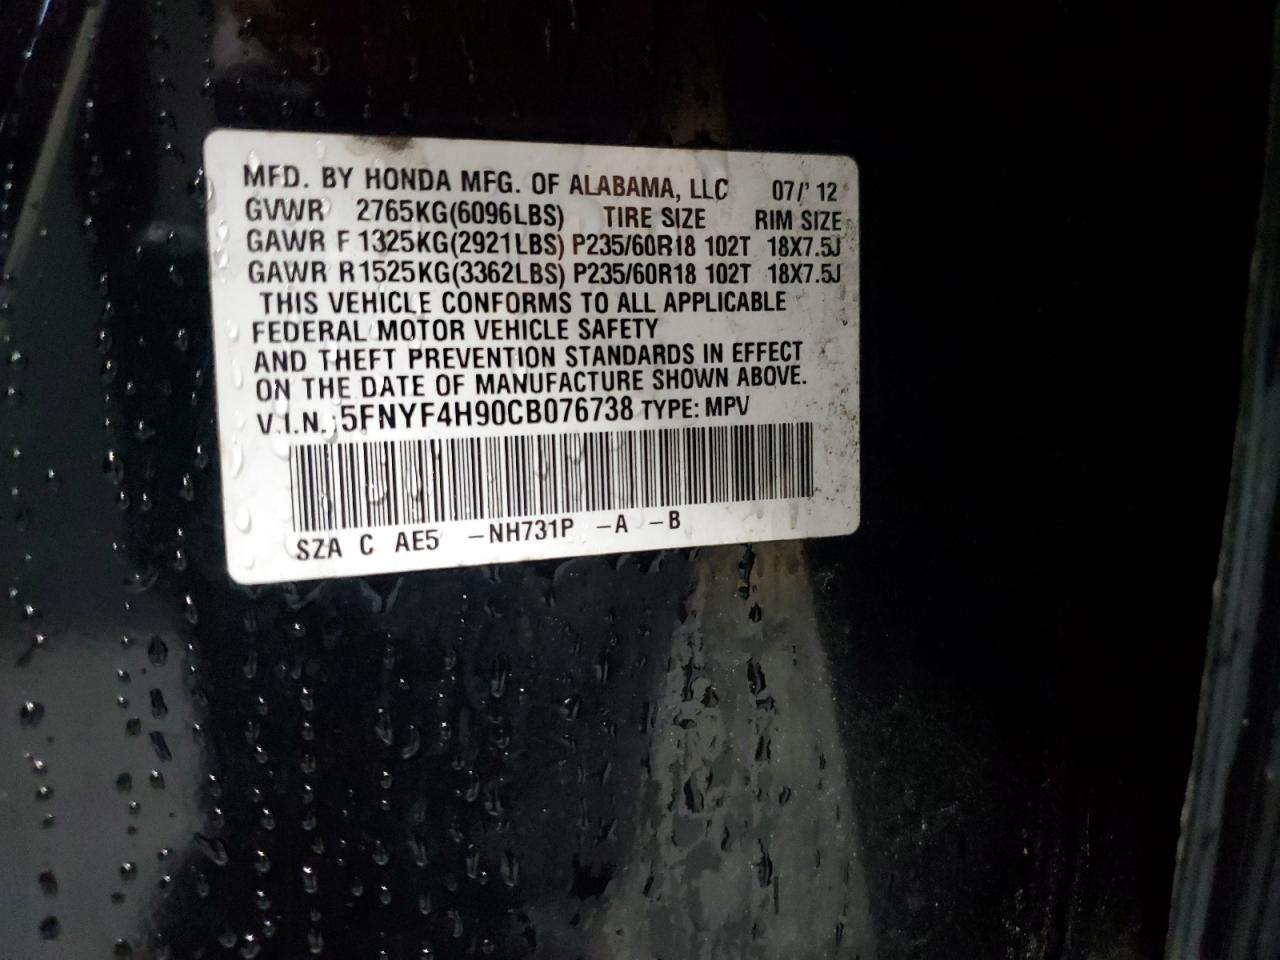 MFD. BY HONDA MFG. OF ALABAMA, LLC 07/' 12
GVWR 2765KG(6096LBS) TIRE SIZE RIM SIZE
GAWR F 1325KG(2921LBS) P235/60R18 102T 18X7.5J
GAWR R1525KG(3362LBS) P235/60R18 102T 18X7.5J
THIS VEHICLE CONFORMS TO ALL APPLICABLE
FEDERAL MOTOR VEHICLE SAFETY
AND THEFT PREVENTION STANDARDS IN EFFECT
ON THE DATE OF MANUFACTURE SHOWN ABOVE.
V.I.N.: 5FNYF4H90CB076738 TYPE: MPV
SZA C AE5 -NH731P -A -B